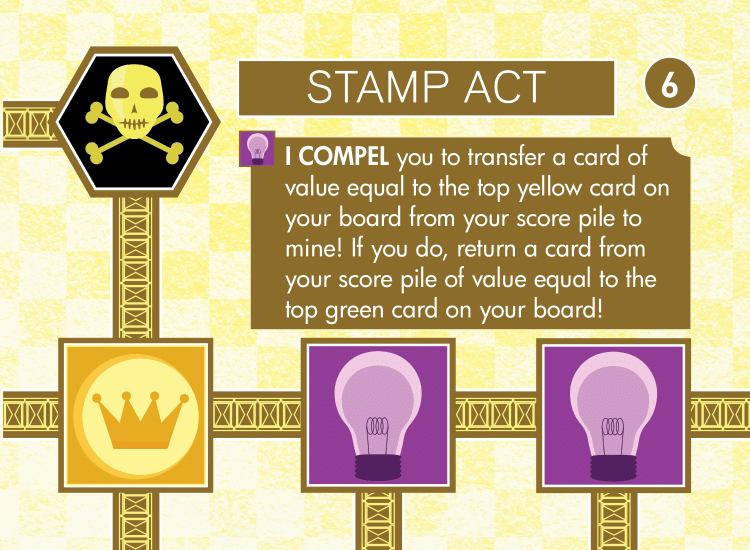 STAMP ACT
6
I COMPEL you to transfer a card of
value equal to the top yellow card on
your board from your score pile to
mine! If you do, return a card from
your score pile of value equal to the
top green card on your board!